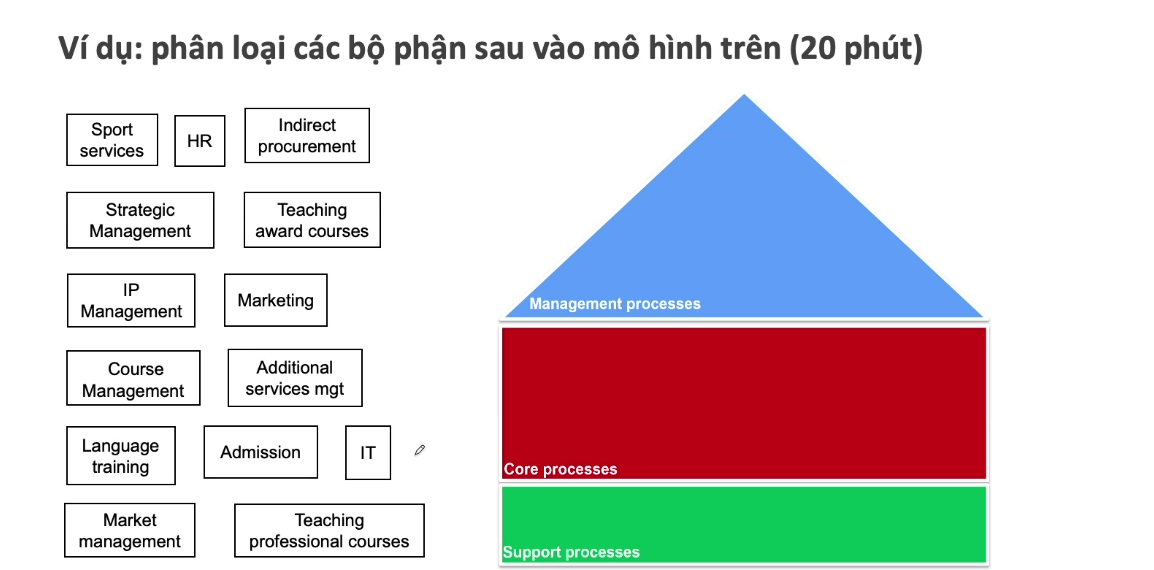 Ví dụ: phân loại các bộ phận sau vào mô hình trên (20 phút)
Sport
services
HR
Indirect
procurement
Strategic
Management
Teaching
award courses
IP
Management
Marketing
Course
Management
Additional
services mgt
Language
training
Admission
IT
Market
management
Teaching
professional courses
Management processes
Core processes
Support processes